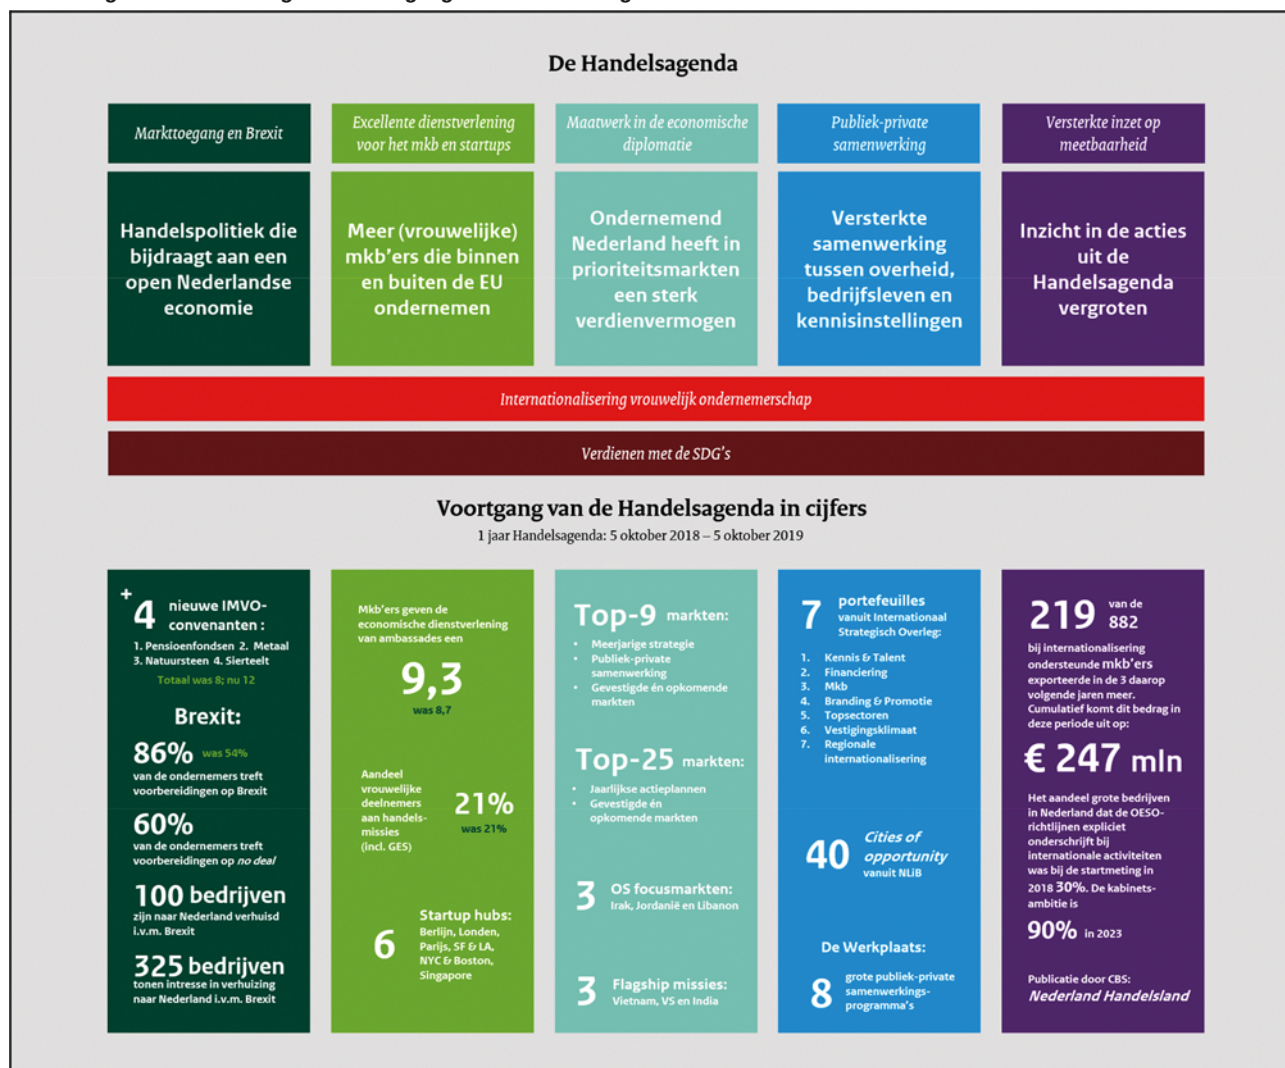 De Handelsagenda
Markttoegang en Brexit
Handelspolitiek die
bijdraagt aan een
open Nederlandse
economie
Excellente dienstverlening
voor het mkb en startups
Meer (vrouwelijke)
mkb'ers die binnen
en buiten de EU
ondernemen
Maatwerk in de economische
diplomatie
Ondernemend
Nederland heeft in
prioriteitsmarkten
een sterk
verdienvermogen
Publiek-private
samenwerking
Versterkte
samenwerking
tussen overheid,
bedrijfsleven en
kennisinstellingen
Versterkte inzet op
meetbaarheid
Inzicht in de acties
uit de
Handelsagenda
vergroten
Internationalisering vrouwelijk ondernemerschap
Verdienen met de SDG's
Voortgang van de Handelsagenda in cijfers
1 jaar Handelsagenda: 5 oktober 2018 – 5 oktober 2019
+4 nieuwe IMVO-
convenanten :
1. Pensioenfondsen 2. Metaal
3. Natuursteen 4. Sierteelt
Totaal was 8; nu 12
Brexit:
86% was 54%
van de ondernemers treft
voorbereidingen op Brexit
60%
van de ondernemers treft
voorbereidingen op no deal
100 bedrijven
zijn naar Nederland verhuisd
i.v.m. Brexit
325 bedrijven
tonen intresse in verhuizing
naar Nederland i.v.m. Brexit
Mkb'ers geven de
economische dienstverlening
van ambassades een
9,3
was 8,7
Aandeel
vrouwelijke
deelnemers
aan handels-
missies
(incl. GES)
21%
was 21%
6
Startup hubs:
Berlijn, Londen,
Parijs, SF & LA,
NYC & Boston,
Singapore
Top-9 markten:
• Meerjarige strategie
• Publiek-private
samenwerking
• Gevestigde én opkomende
markten
Top-25 markten:
• Jaarlijkse actieplannen
• Gevestigde én
opkomende markten
3 OS focusmarkten:
Irak, Jordanië en Libanon
3 Flagship missies:
Vietnam, VS en India
7 portefeuilles
vanuit Internationaal
Strategisch Overleg:
1. Kennis & Talent
2. Financiering
3. Mkb
4. Branding & Promotie
5. Topsectoren
6. Vestigingsklimaat
7. Regionale
internationalisering
40 Cities of
opportunity
vanuit NLiB
De Werkplaats:
8 grote publiek-private
samenwerkings-
programma's
219 van de
882
bij internationalisering
ondersteunde mkb'ers
exporteerde in de 3 daarop
volgende jaren meer.
Cumulatief komt dit bedrag in
deze periode uit op:
€ 247 mln
Het aandeel grote bedrijven
in Nederland dat de OESO-
richtlijnen expliciet
onderschrijft bij
internationale activiteiten
was bij de startmeting in
2018 30%. De kabinets-
ambitie is
90% in 2023
Publicatie door CBS:
Nederland Handelsland